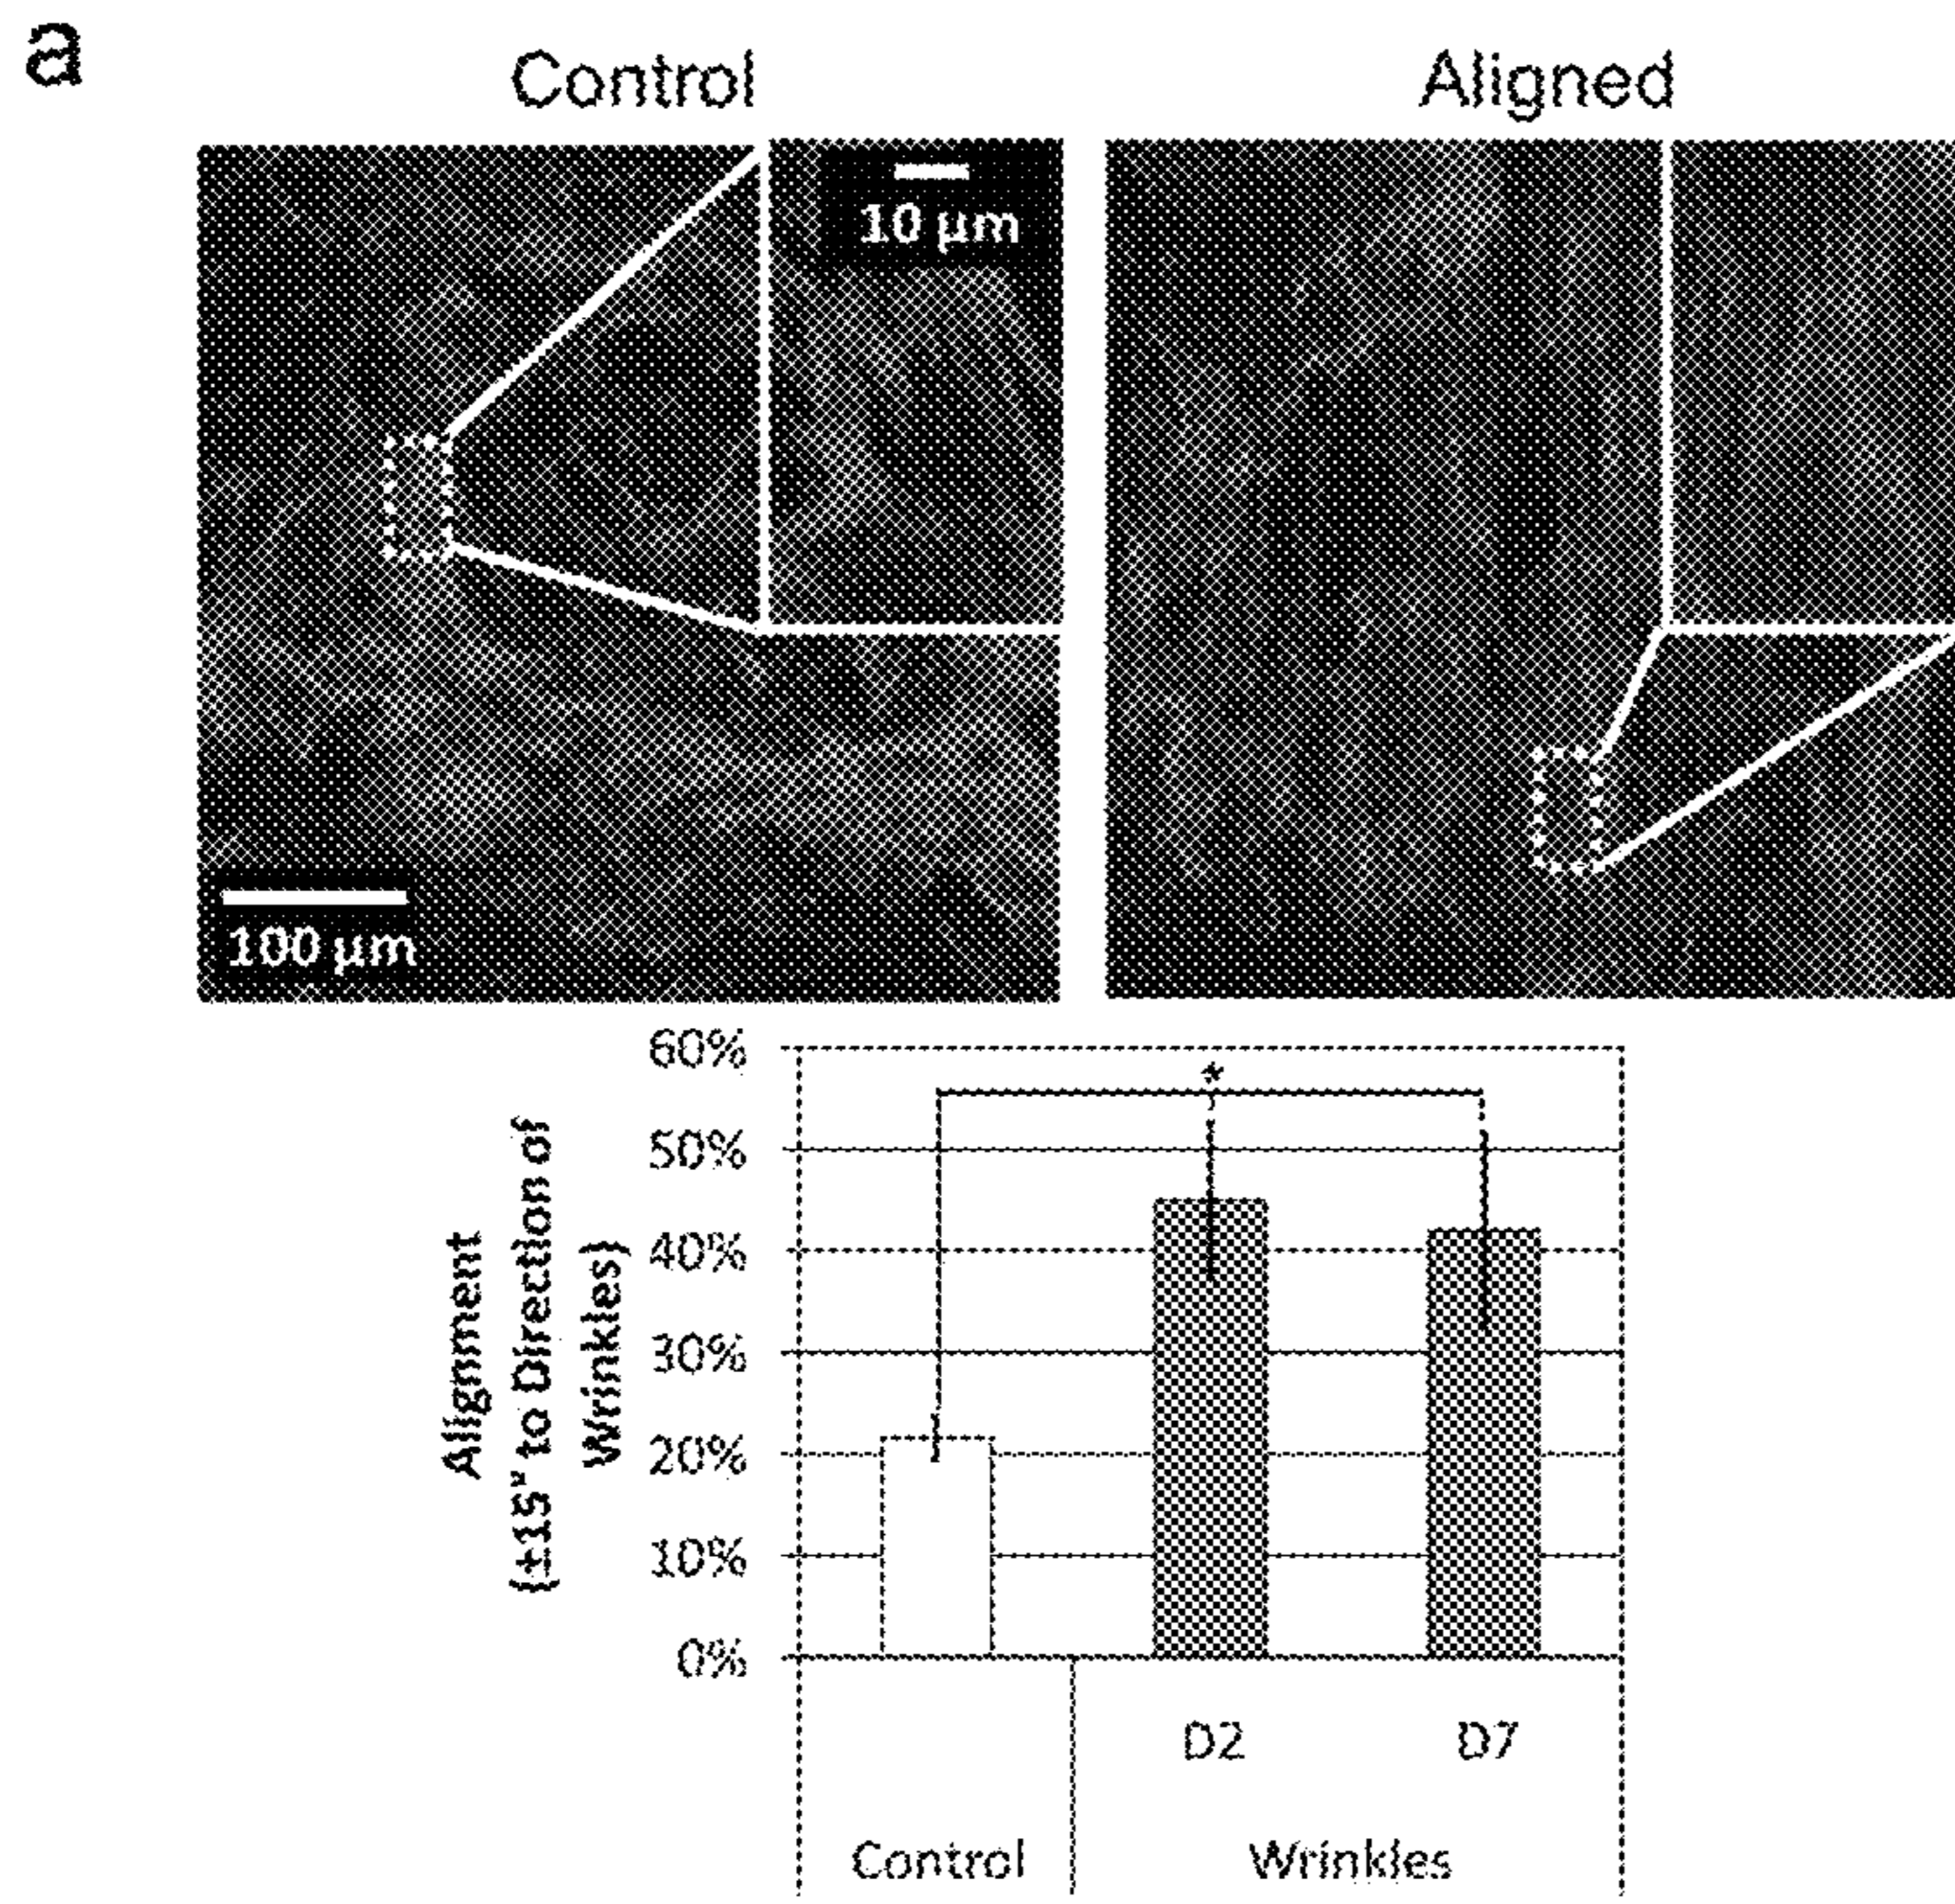 a
Control
Aligned
10 µm
100 µm
60%
*
50%
40%
30%
20%
10%
0%
Alignment
(±15° to Direction of
Wrinkles)
D2
D7
Control
Wrinkles